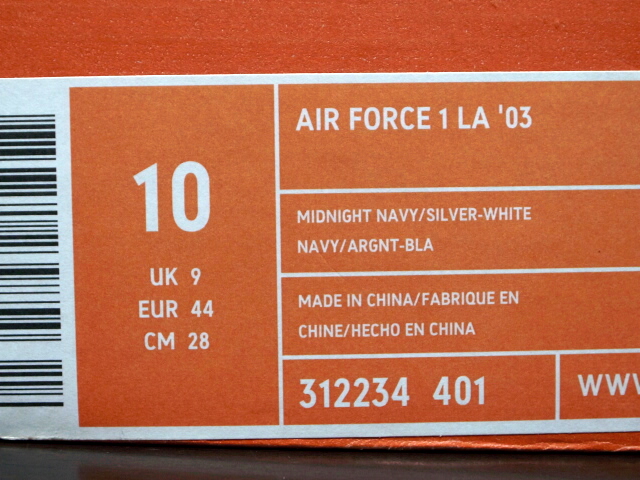 10
UK 9
EUR 44
CM 28
AIR FORCE 1 LA '03
MIDNIGHT NAVY/SILVER-WHITE
NAVY/ARGNT-BLA
MADE IN CHINA/FABRIQUE EN
CHINE/HECHO EN CHINA
312234 401